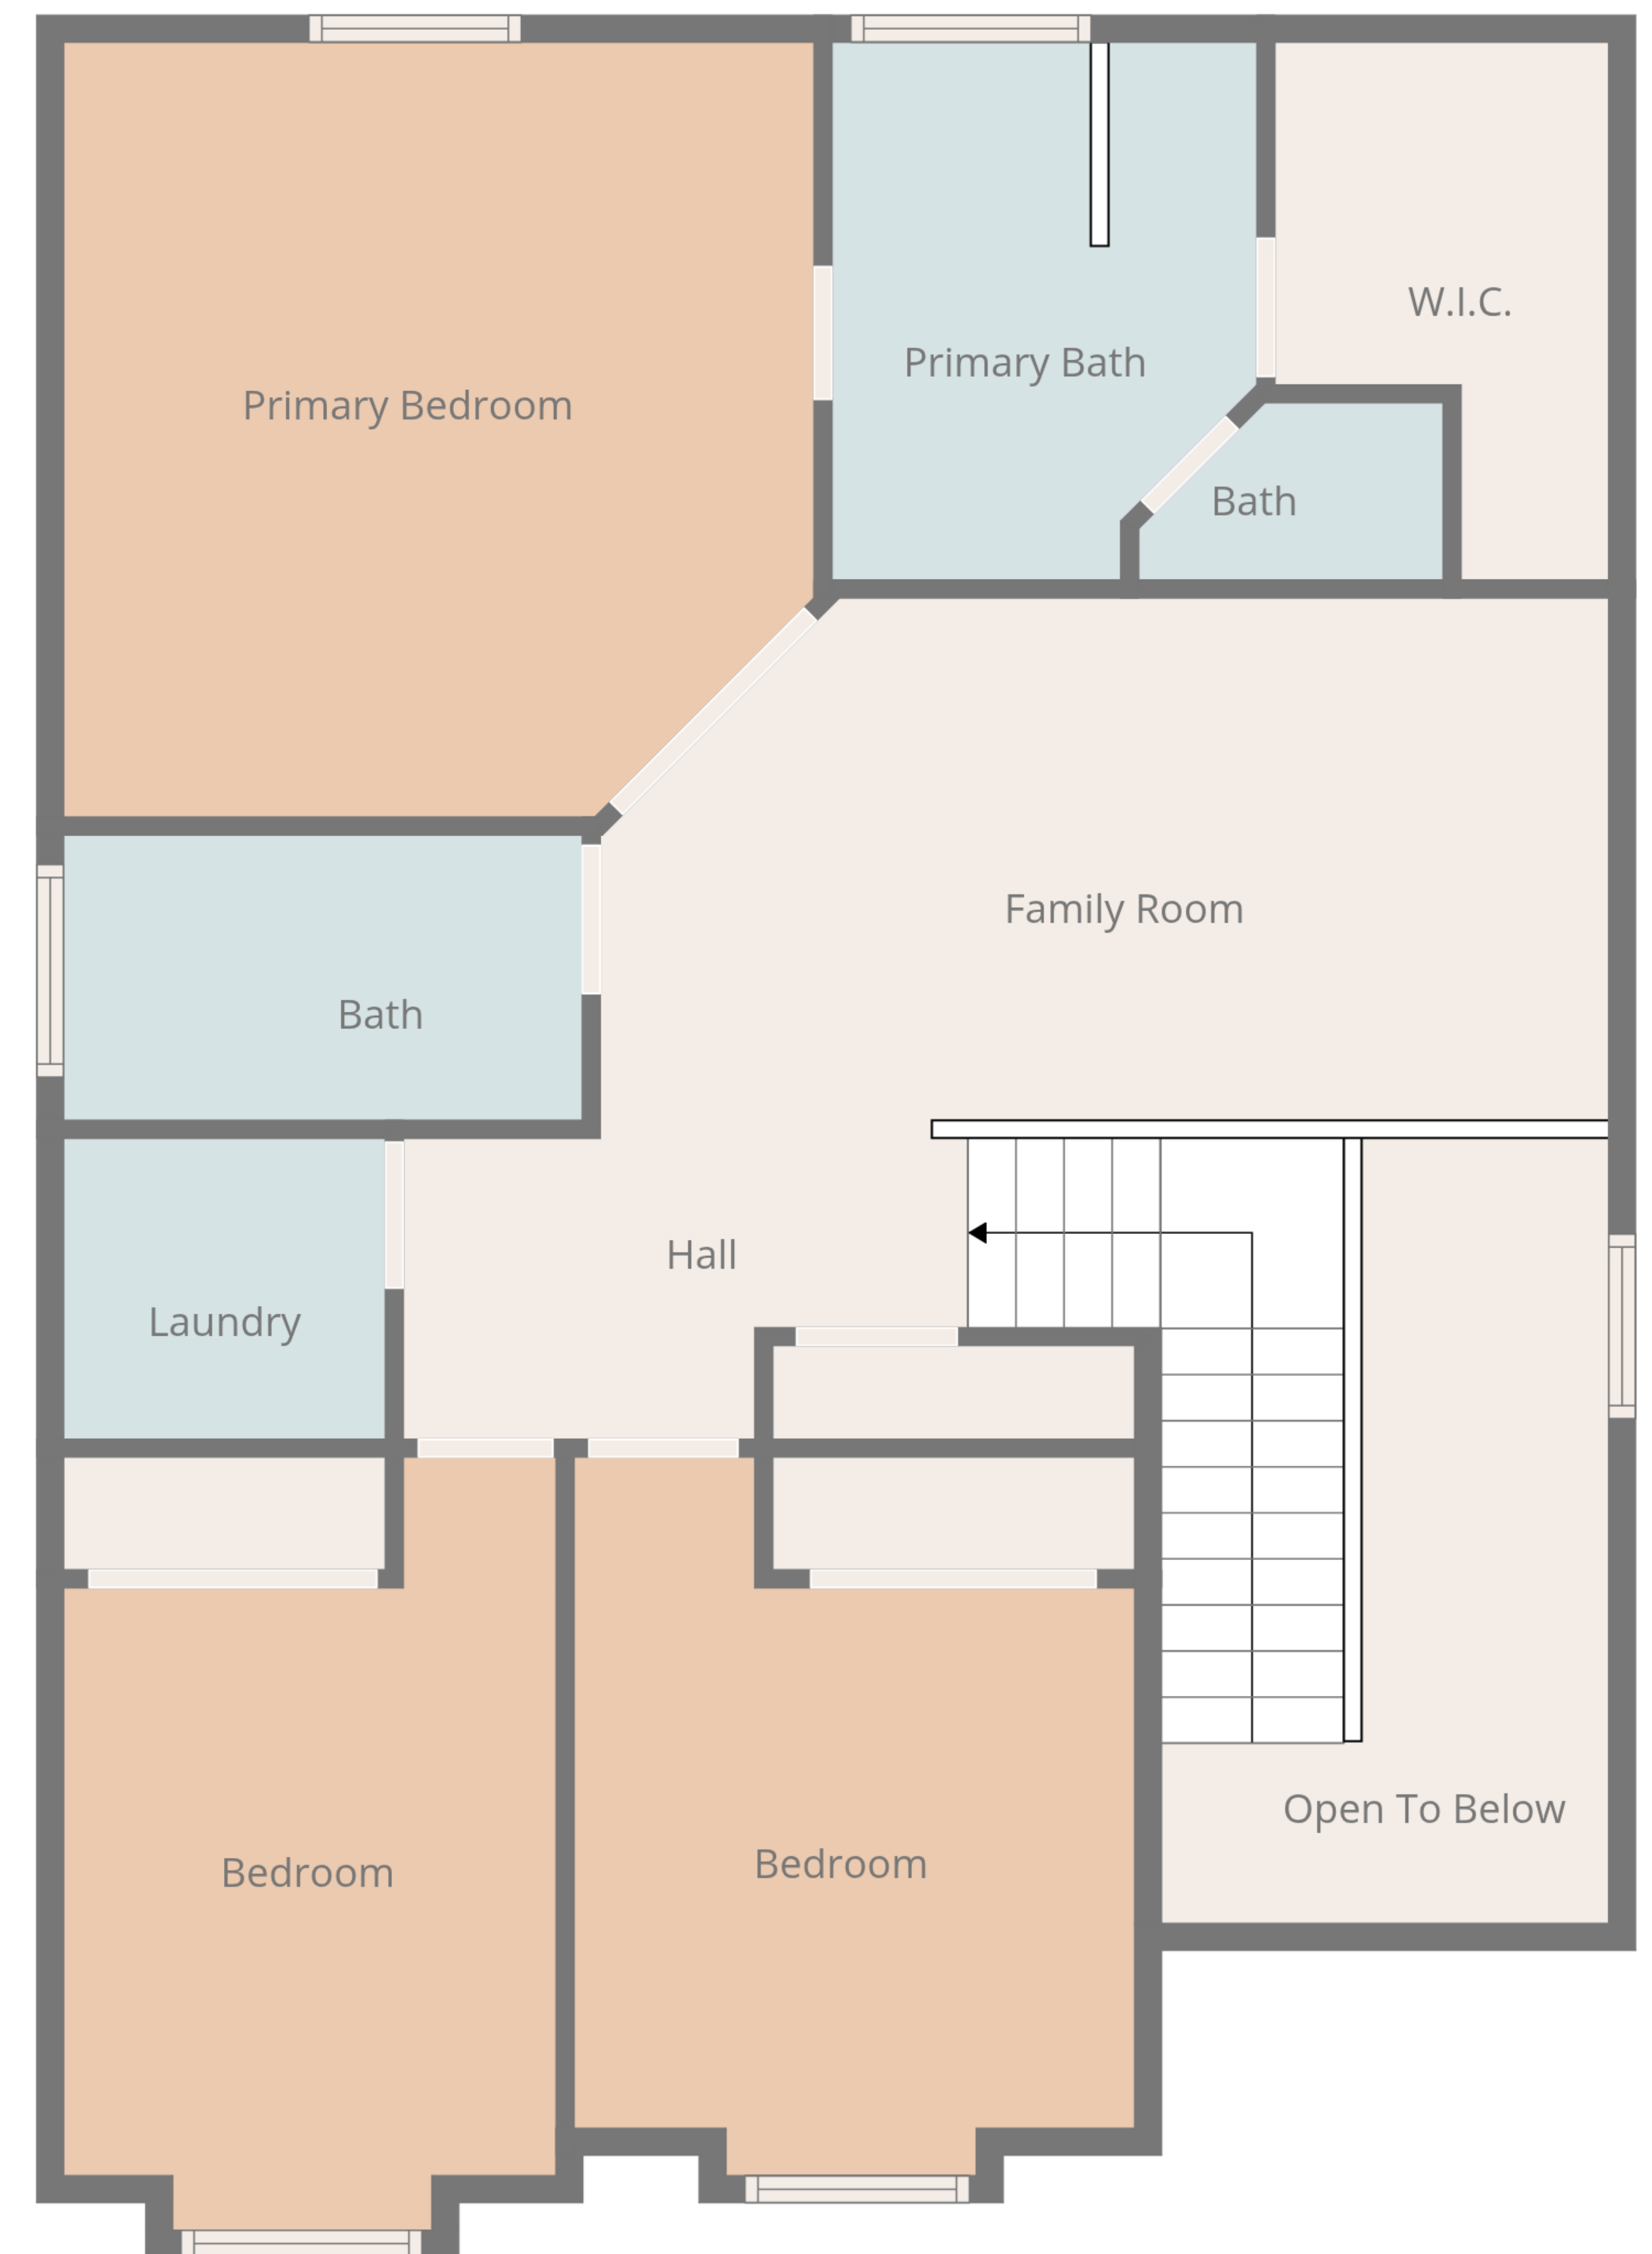 W.I.C.
Primary Bath
Primary Bedroom
Bath
Family Room
Bath
Hall
Laundry
Open To Below
Bedroom
Bedroom